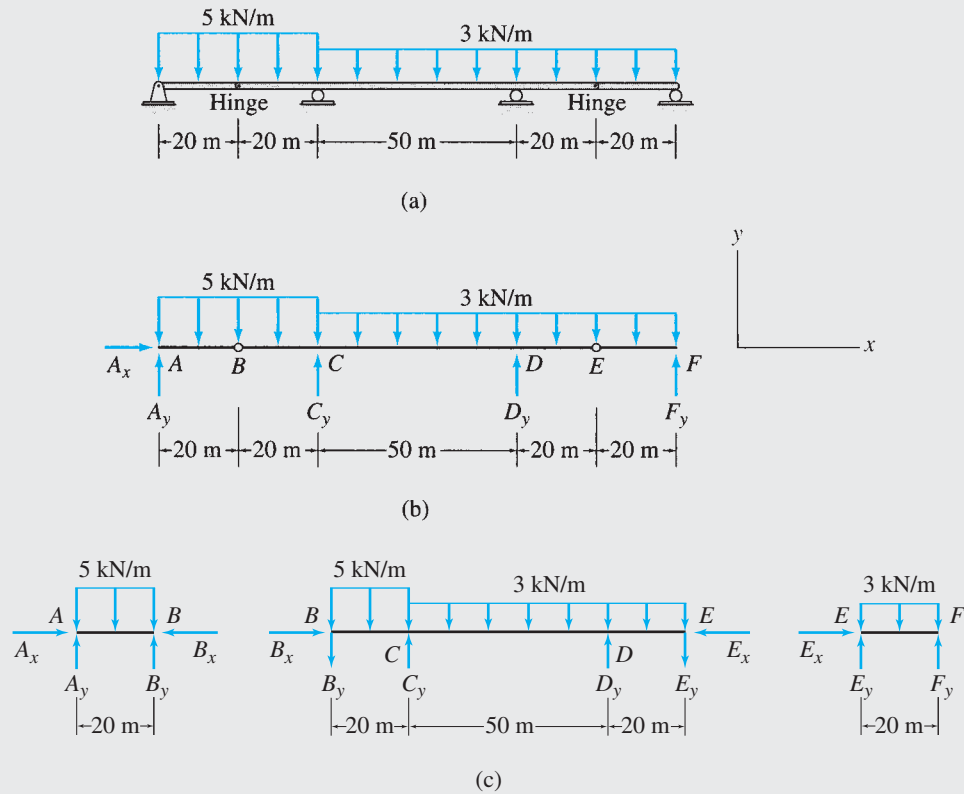 5 kN/m
3 kN/m
Hinge Hinge
20 m 20 m 50 m 20 m 20 m
(a)
y
5 kN/m
3 kN/m
x
Ax A B C D E F
Ay Cy Dy Fy
20 m 20 m 50 m 20 m 20 m
(b)
5 kN/m 5 kN/m 3 kN/m 3 kN/m
A B B E E F
Ax Bx Bx C D Ex Ex
Ay By By Cy Dy Ey Ey Fy
20 m 20 m 50 m 20 m 20 m
(c)